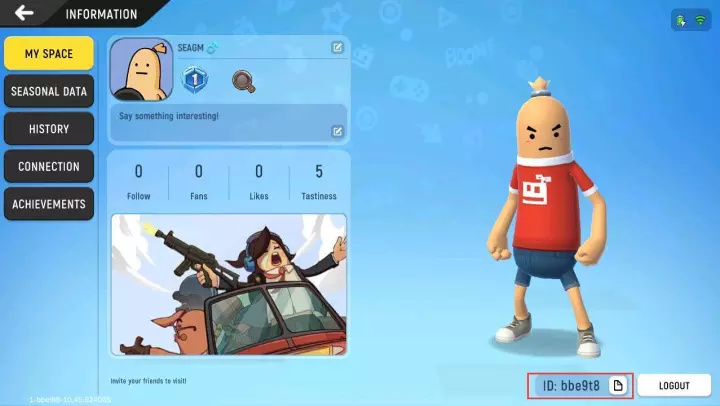 INFORMATION
MY SPACE
SEASONAL DATA
HISTORY
CONNECTION
ACHIEVEMENTS
SEAGM
1
Say something interesting!
0 0 0 5
Follow Fans Likes Tastiness
Invite your friends to visit!
BOOM!
ID: bbe9t8
LOGOUT